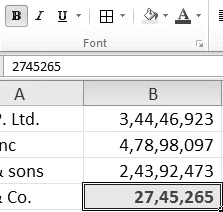 B I U
Font
2745265
A B
P. Ltd. 3,44,46,923
nc 4,78,98,097
& sons 2,43,92,473
& Co. 27,45,265